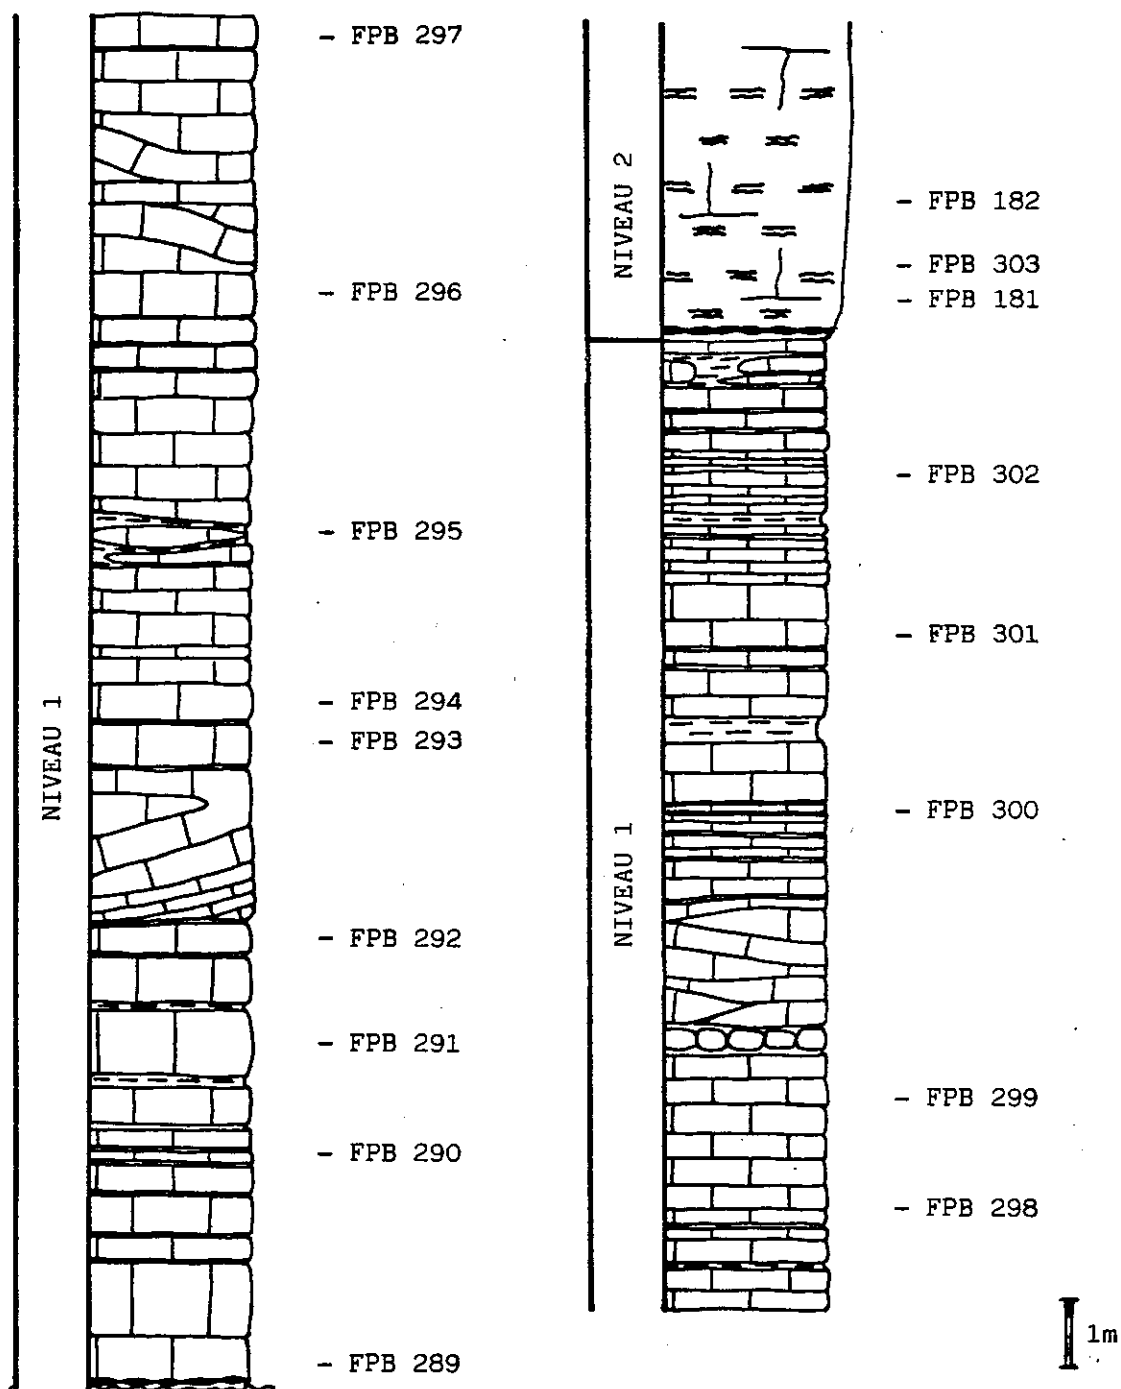 - FPB 297
- FPB 296
- FPB 295
- FPB 294
- FPB 293
- FPB 292
- FPB 291
- FPB 290
- FPB 289
NIVEAU 1
NIVEAU 2
- FPB 182
- FPB 303
- FPB 181
- FPB 302
- FPB 301
- FPB 300
- FPB 299
- FPB 298
NIVEAU 1
1m